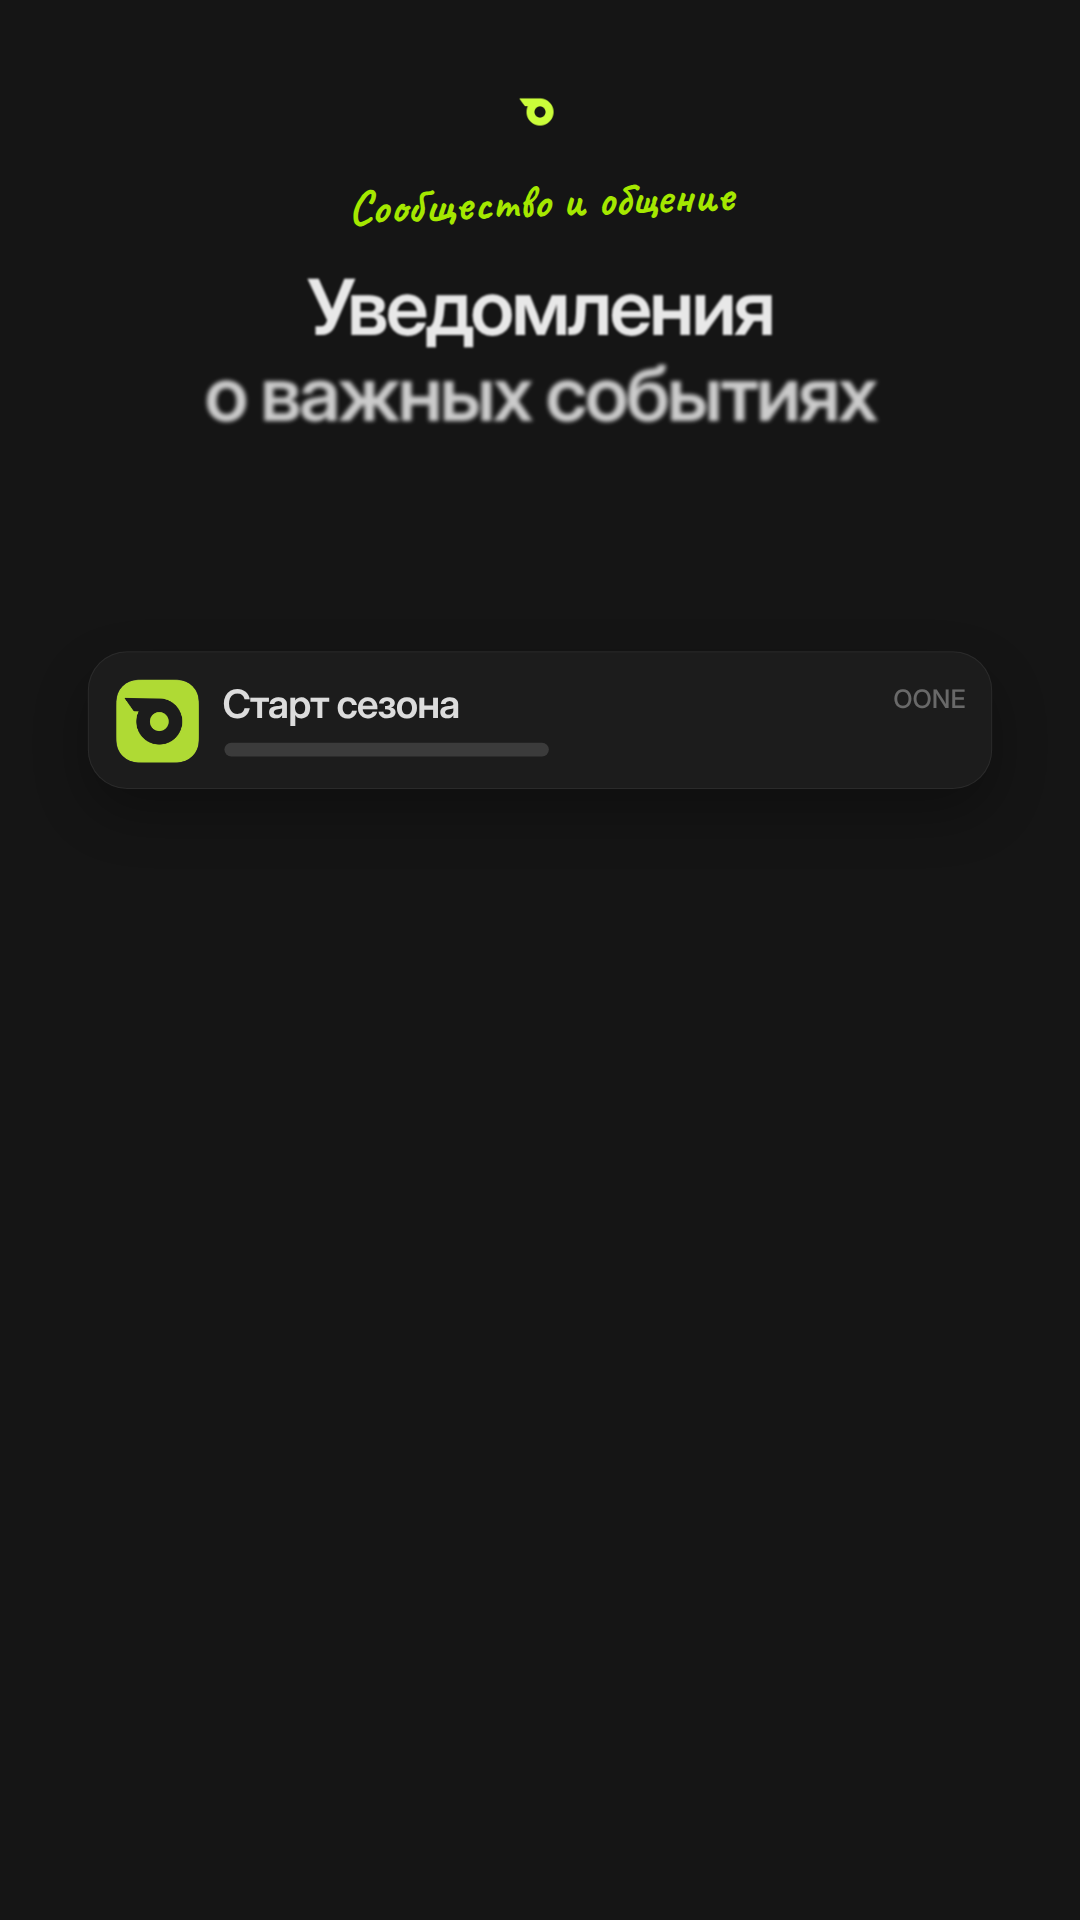 Сообщество и общение
Уведомления
о важных событиях
Старт сезона
OONE